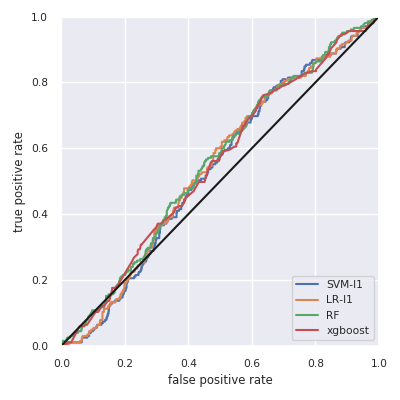 1.0
0.8
0.6
0.4
0.2
0.0
true positive rate
0.0 0.2 0.4 0.6 0.8 1.0
false positive rate
SVM-l1
LR-l1
RF
xgboost